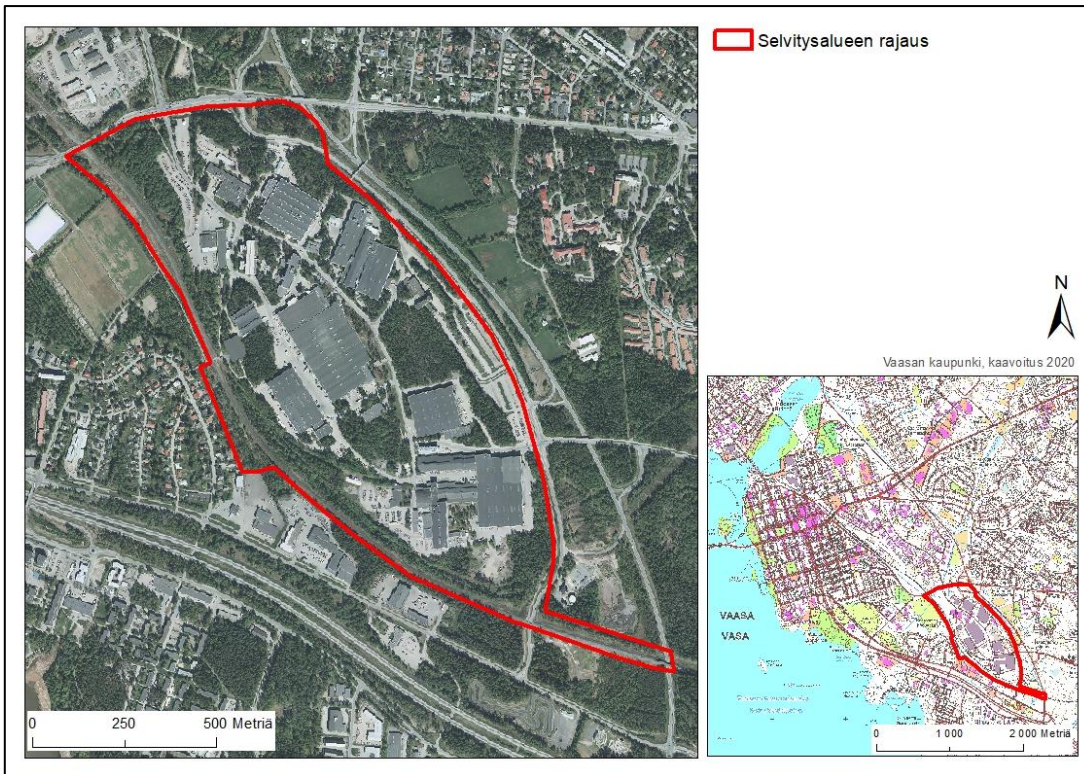 Selvitysalueen rajaus
N
Vaasan kaupunki, kaavoitus 2020
VAASA
VASA
0 250 500 Metriä
0 1 000 2 000 Metriä